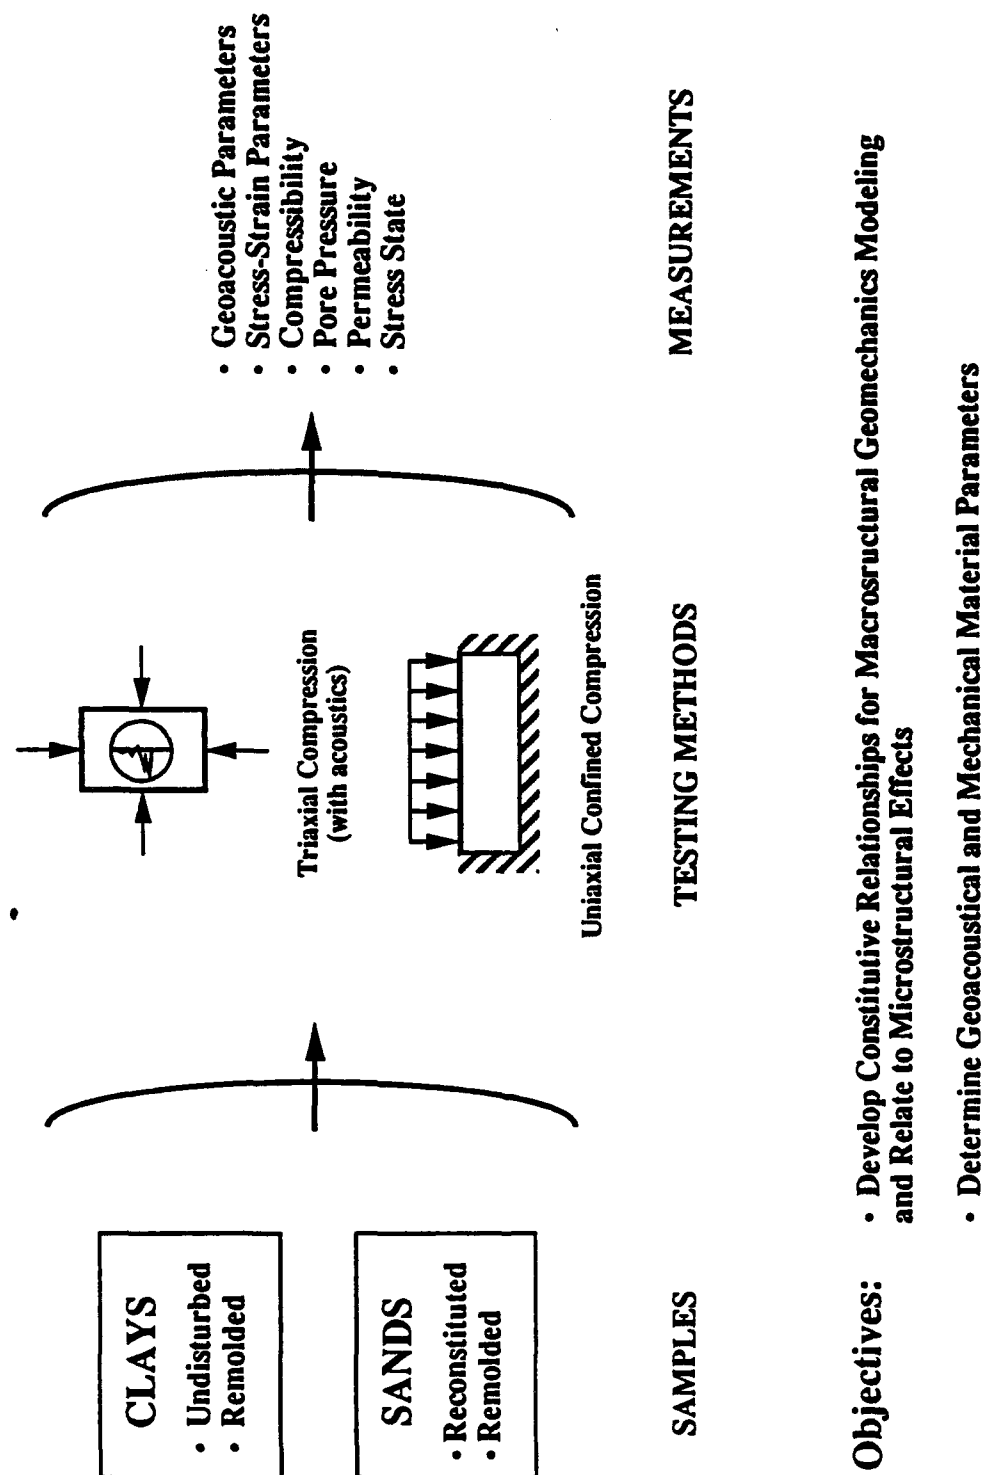 CLAYS
• Undisturbed
• Remolded
SANDS
• Reconstituted
• Remolded
SAMPLES
Triaxial Compression
(with acoustics)
Uniaxial Confined Compression
TESTING METHODS
• Geoacoustic Parameters
• Stress-Strain Parameters
• Compressibility
• Pore Pressure
• Permeability
• Stress State
MEASUREMENTS
Objectives:
• Develop Constitutive Relationships for Macrosructural Geomechanics Modeling
and Relate to Microstructural Effects
• Determine Geoacoustical and Mechanical Material Parameters